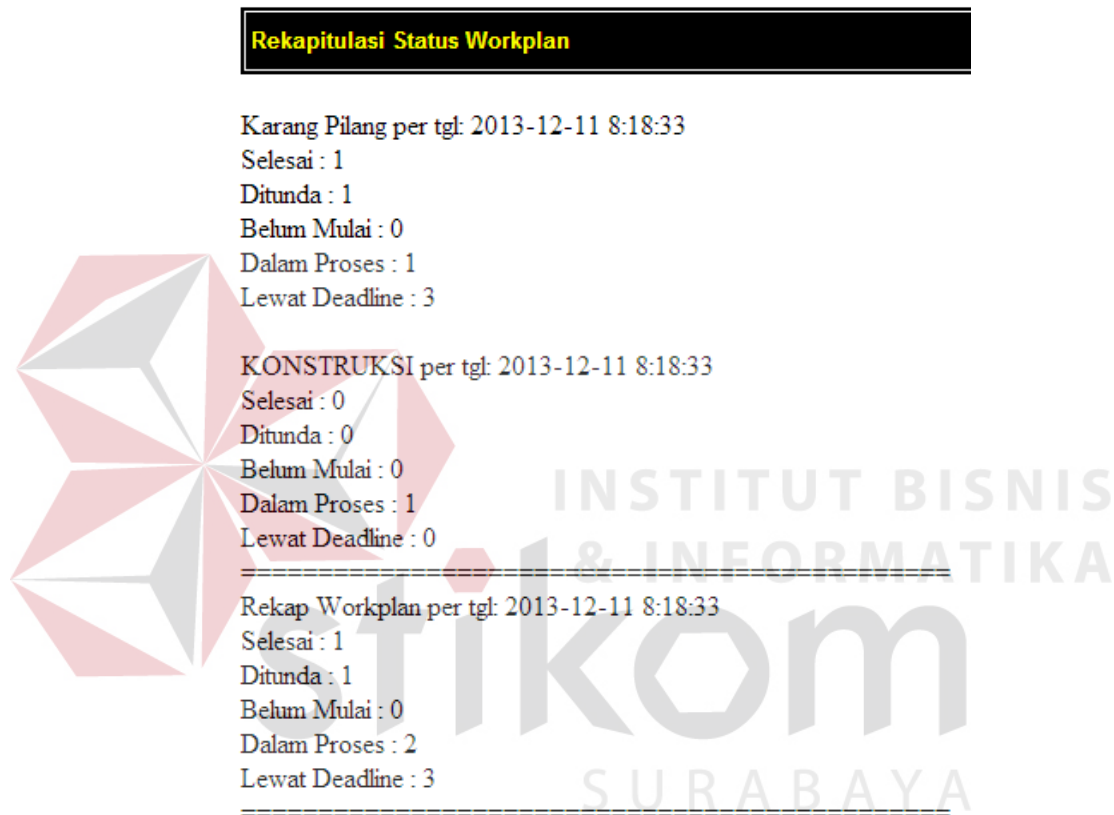 Rekapitulasi Status Workplan
Karang Pilang per tgl: 2013-12-11 8:18:33
Selesai : 1
Ditunda : 1
Belum Mulai : 0
Dalam Proses : 1
Lewat Deadline : 3
KONSTRUKSI per tgl: 2013-12-11 8:18:33
Selesai : 0
Ditunda : 0
Belum Mulai : 0
Dalam Proses : 1
Lewat Deadline : 0
==============================================
Rekap Workplan per tgl: 2013-12-11 8:18:33
Selesai : 1
Ditunda : 1
Belum Mulai : 0
Dalam Proses : 2
Lewat Deadline : 3
==============================================
INSTITUT BISNIS
& INFORMATIKA
stikom
SURABAYA